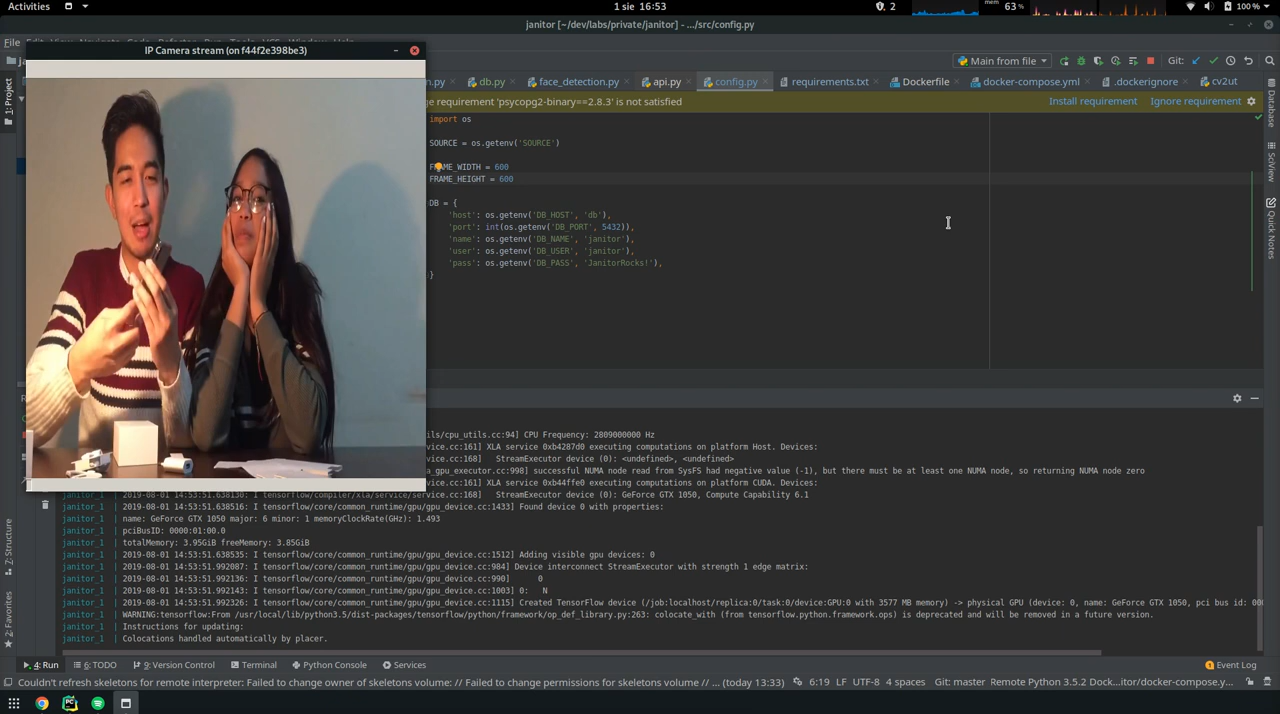 Activities
1 sie 16:53
2
mem
63 %
100 %
janitor [~/dev/labs/private/janitor] - .../src/config.py
File
IP Camera stream (on f44f2e398be3)
Main from file
Git:
db.py
face_detection.py
api.py
config.py
requirements.txt
Dockerfile
docker-compose.yml
.dockerignore
cv2ut
1: Project
requirement 'psycopg2-binary==2.8.3' is not satisfied
Install requirement
Ignore requirement
import os
SOURCE = os.getenv('SOURCE')
FRAME_WIDTH = 600
FRAME_HEIGHT = 600
DB = {
'host': os.getenv('DB_HOST', 'db'),
'port': int(os.getenv('DB_PORT', 5432)),
'name': os.getenv('DB_NAME', 'janitor'),
'user': os.getenv('DB_USER', 'janitor'),
'pass': os.getenv('DB_PASS', 'JanitorRocks!'),
}
Database
SciView
Quick Notes
ils/cpu_utils.cc:94] CPU Frequency: 2809000000 Hz
vice.cc:161] XLA service 0xb4287d0 executing computations on platform Host. Devices:
vice.cc:168]   StreamExecutor device (0): <undefined>, <undefined>
a_gpu_executor.cc:998] successful NUMA node read from SysFS had negative value (-1), but there must be at least one NUMA node, so returning NUMA node zero
vice.cc:161] XLA service 0xb44ffe0 executing computations on platform CUDA. Devices:
janitor_1 | 2019-08-01 14:53:51.638130: I tensorflow/compiler/xla/service/service.cc:168]   StreamExecutor device (0): GeForce GTX 1050, Compute Capability 6.1
janitor_1 | 2019-08-01 14:53:51.638516: I tensorflow/core/common_runtime/gpu/gpu_device.cc:1433] Found device 0 with properties:
janitor_1 | name: GeForce GTX 1050 major: 6 minor: 1 memoryClockRate(GHz): 1.493
janitor_1 | pciBusID: 0000:01:00.0
janitor_1 | totalMemory: 3.95GiB freeMemory: 3.85GiB
janitor_1 | 2019-08-01 14:53:51.638535: I tensorflow/core/common_runtime/gpu/gpu_device.cc:1512] Adding visible gpu devices: 0
janitor_1 | 2019-08-01 14:53:51.992087: I tensorflow/core/common_runtime/gpu/gpu_device.cc:984] Device interconnect StreamExecutor with strength 1 edge matrix:
janitor_1 | 2019-08-01 14:53:51.992136: I tensorflow/core/common_runtime/gpu/gpu_device.cc:990]      0
janitor_1 | 2019-08-01 14:53:51.992143: I tensorflow/core/common_runtime/gpu/gpu_device.cc:1003] 0:   N
janitor_1 | 2019-08-01 14:53:51.992326: I tensorflow/core/common_runtime/gpu/gpu_device.cc:1115] Created TensorFlow device (/job:localhost/replica:0/task:0/device:GPU:0 with 3577 MB memory) -> physical GPU (device: 0, name: GeForce GTX 1050, pci bus id: 000
janitor_1 | WARNING:tensorflow:From /usr/local/lib/python3.5/dist-packages/tensorflow/python/framework/op_def_library.py:263: colocate_with (from tensorflow.python.framework.ops) is deprecated and will be removed in a future version.
janitor_1 | Instructions for updating:
janitor_1 | Colocations handled automatically by placer.
7: Structure
2: Favorites
4: Run
6: TODO
9: Version Control
Terminal
Python Console
Services
1 Event Log
Couldn't refresh skeletons for remote interpreter: Failed to change owner of skeletons volume: // Failed to change permissions for skeletons volume // ... (today 13:33)
6:19 LF UTF-8 4 spaces Git: master Remote Python 3.5.2 Dock...itor/docker-compose.y...